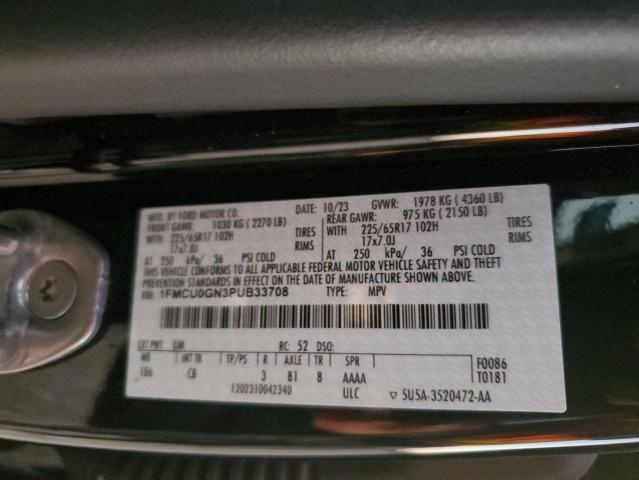 MFD. BY FORD MOTOR CO.
DATE: 10/23 GVWR: 1978 KG ( 4360 LB)
FRONT GAWR: 1030 KG ( 2270 LB)
REAR GAWR: 975 KG ( 2150 LB)
WITH 225/65R17 102H TIRES
WITH 225/65R17 102H TIRES
17x7.0J RIMS
17x7.0J RIMS
AT 250 kPa/ 36 PSI COLD
AT 250 kPa/ 36 PSI COLD
THIS VEHICLE CONFORMS TO ALL APPLICABLE FEDERAL MOTOR VEHICLE SAFETY AND THEFT
PREVENTION STANDARDS IN EFFECT ON THE DATE OF MANUFACTURE SHOWN ABOVE.
VIN: 1FMCU0GN3PUB33708 TYPE: MPV
EXT PNT: UM RC: 52 DSO:
WB INT TR TP/PS R AXLE TR SPR F0086
106 CB 3 81 8 AAAA T0181
1202310042340 ULC ▽ 5U5A-3520472-AA